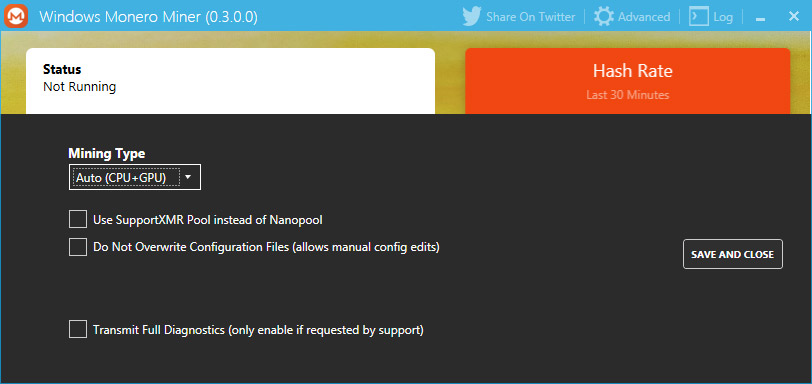 Windows Monero Miner (0.3.0.0)
Share On Twitter
Advanced
Log
Status
Not Running
Hash Rate
Last 30 Minutes
Mining Type
Auto (CPU+GPU)
Use SupportXMR Pool instead of Nanopool
Do Not Overwrite Configuration Files (allows manual config edits)
SAVE AND CLOSE
Transmit Full Diagnostics (only enable if requested by support)